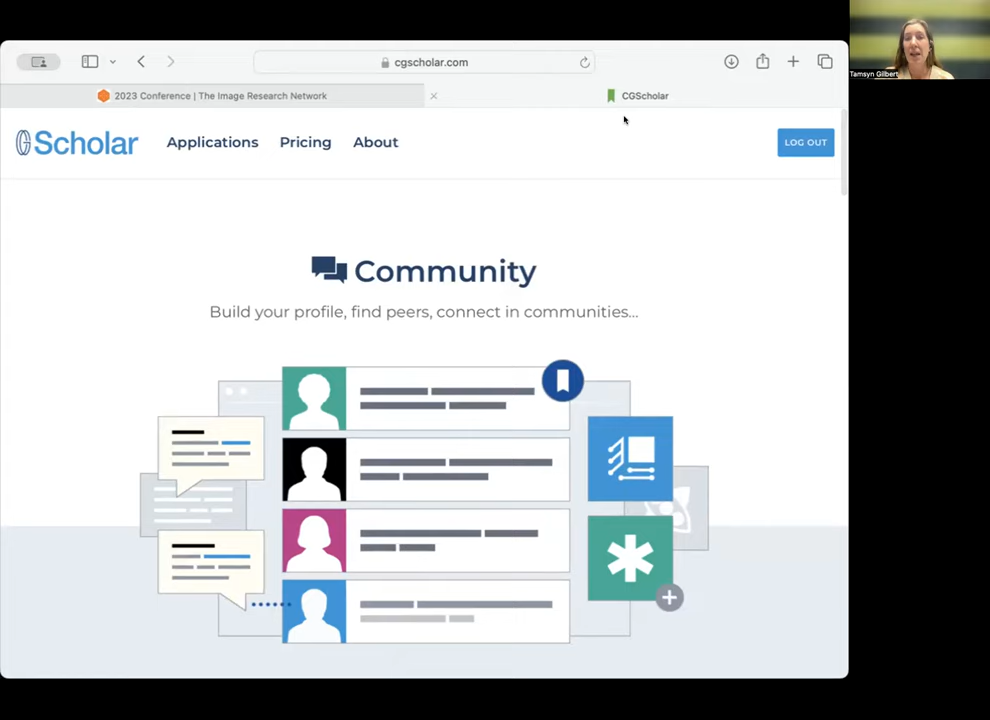 Tamsyn Gilbert
cgscholar.com
2023 Conference | The Image Research Network
CGScholar
Scholar
Applications
Pricing
About
LOG OUT
Community
Build your profile, find peers, connect in communities...